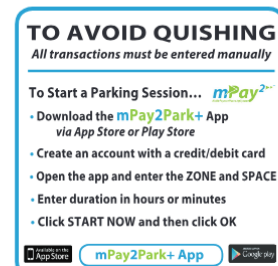 TO AVOID QUISHING
All transactions must be entered manually
To Start a Parking Session... mPay2
• Download the mPay2Park+ App
via App Store or Play Store
• Create an account with a credit/debit card
• Open the app and enter the ZONE and SPACE
• Enter duration in hours or minutes
• Click START NOW and then click OK
Available on the
App Store
mPay2Park+ App
Google play